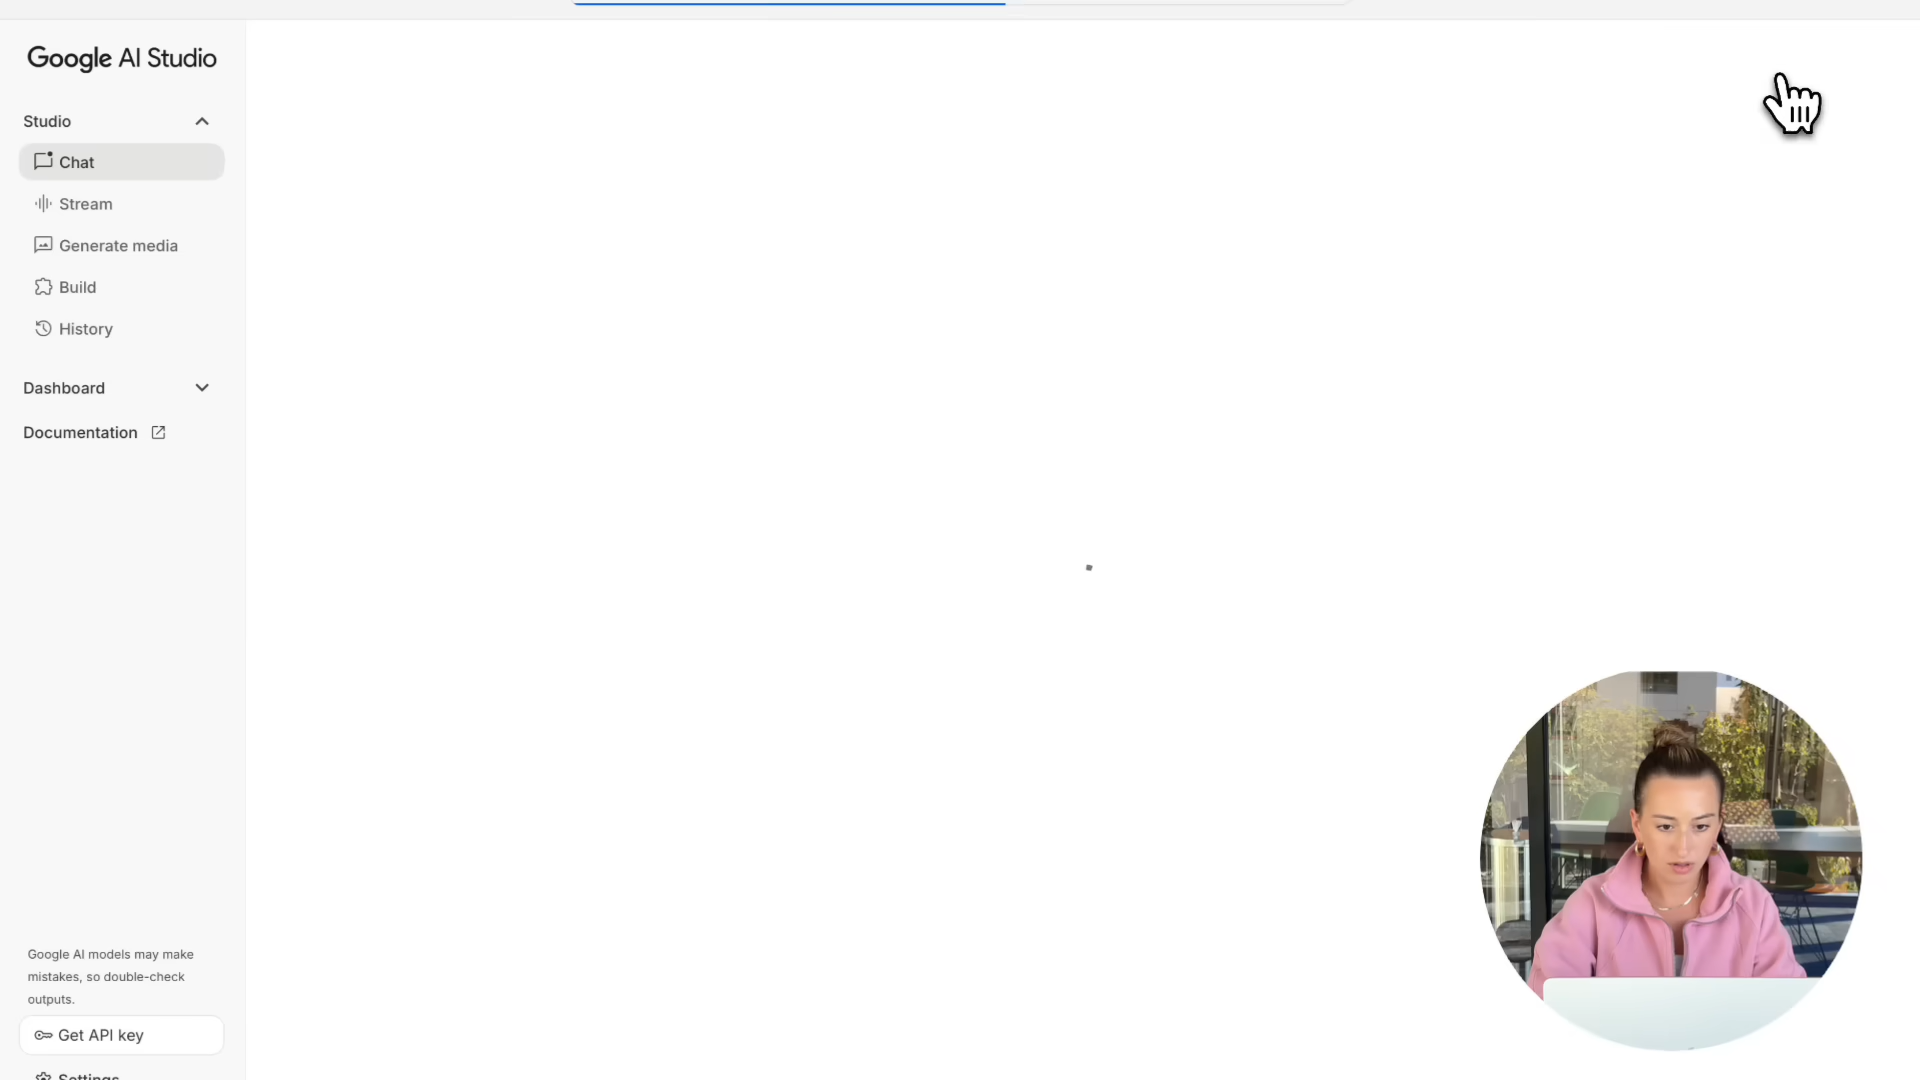 Google AI Studio
Studio
Chat
Stream
Generate media
Build
History
Dashboard
Documentation
Google AI models may make
mistakes, so double-check
outputs.
Get API key
Settings